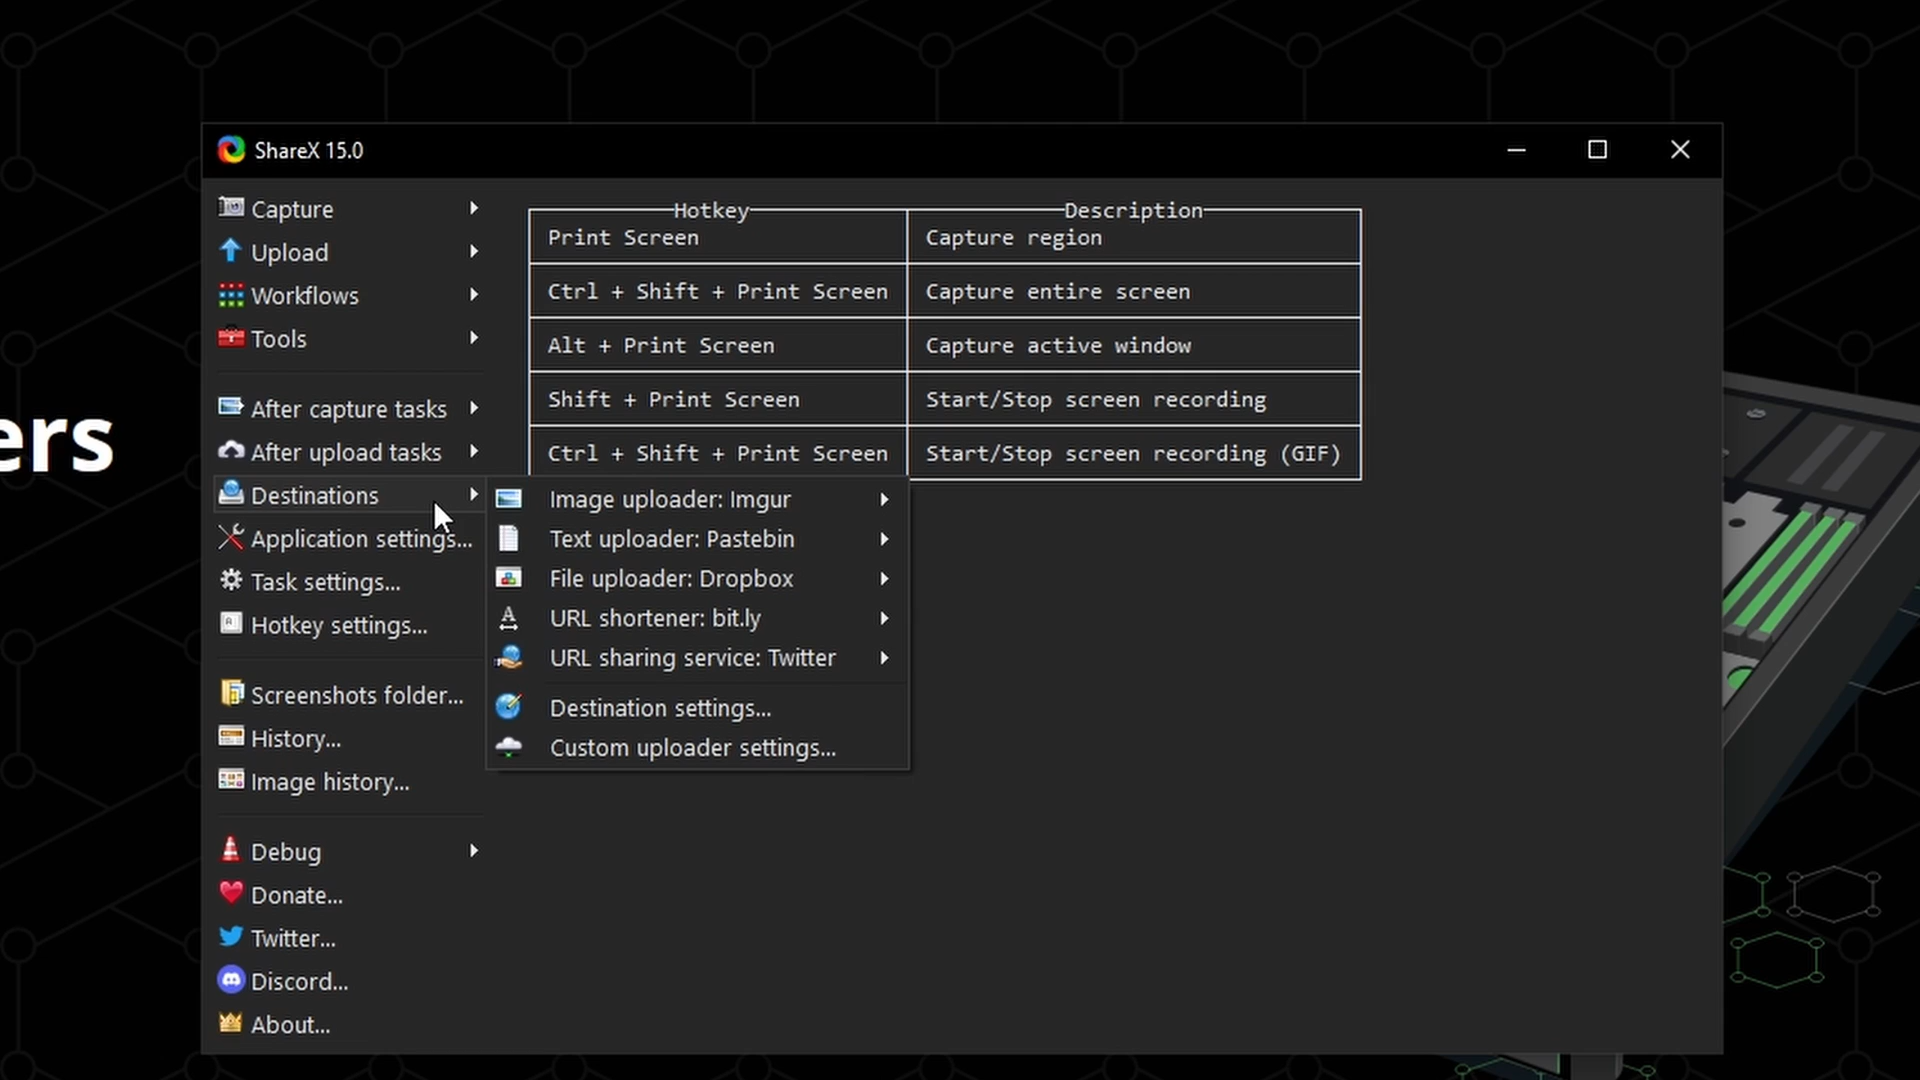 ShareX 15.0
Capture
Upload
Workflows
Tools
After capture tasks
After upload tasks
Destinations
Application settings...
Task settings...
Hotkey settings...
Screenshots folder...
History...
Image history...
Debug
Donate...
Twitter...
Discord...
About...
Hotkey Description
Print Screen Capture region
Ctrl + Shift + Print Screen Capture entire screen
Alt + Print Screen Capture active window
Shift + Print Screen Start/Stop screen recording
Ctrl + Shift + Print Screen Start/Stop screen recording (GIF)
Image uploader: Imgur
Text uploader: Pastebin
File uploader: Dropbox
URL shortener: bit.ly
URL sharing service: Twitter
Destination settings...
Custom uploader settings...
ers